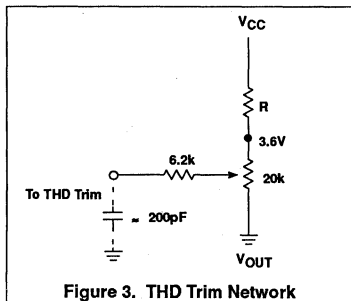 VCC
R
3.6V
6.2k
20k
To THD Trim
≈ 200pF
VOUT
Figure 3. THD Trim Network